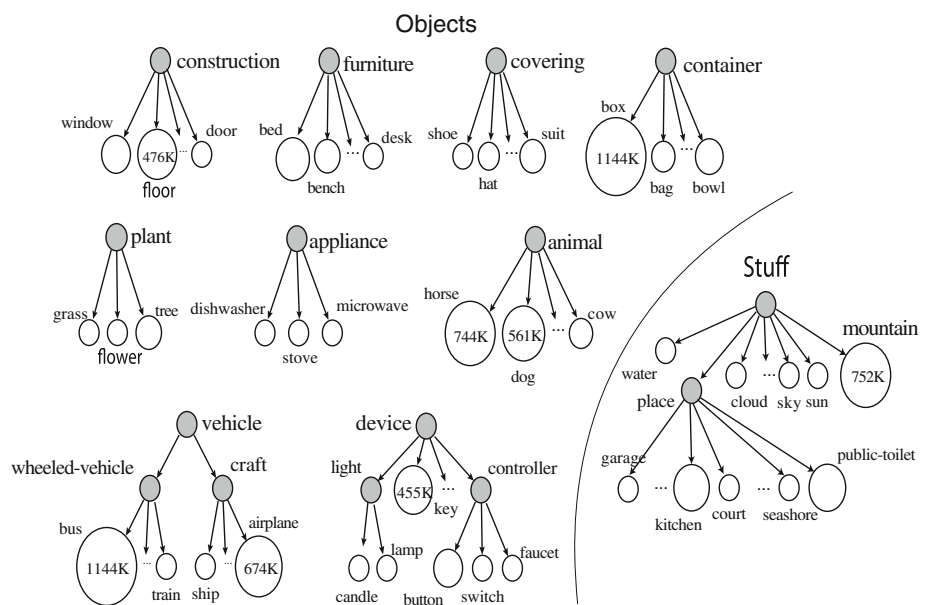 Objects
construction
furniture
covering
container
window
476K
...
door
floor
bed
...
desk
bench
shoe
...
suit
hat
box
1144K
...
bag
bowl
plant
appliance
animal
grass
tree
flower
dishwasher
microwave
stove
horse
744K
561K
...
cow
dog
Stuff
mountain
water
cloud
...
sky
sun
752K
place
garage
...
kitchen
court
...
seashore
public-toilet
vehicle
wheeled-vehicle
craft
bus
1144K
...
train
ship
airplane
674K
device
light
controller
455K
...
key
candle
lamp
button
switch
faucet